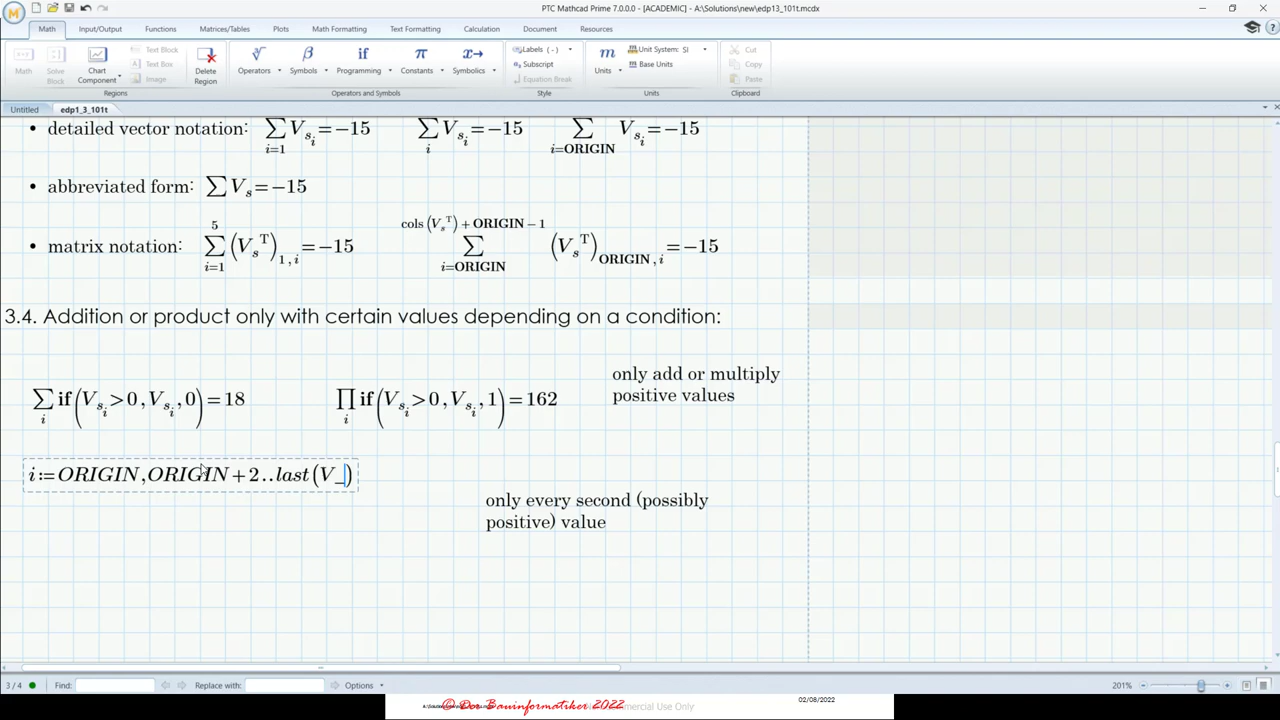 PTC Mathcad Prime 7.0.0.0 - [ACADEMIC] - A:\Solutions\new\edp13_101t.mcdx
Math Input/Output Functions Matrices/Tables Plots Math Formatting Text Formatting Calculation Document Resources
Math
Solve Block
Chart Component
Text Block
Text Box
Image
Delete Region
Operators
Symbols
if Programming
π Constants
Symbolics
Labels ( - )
Subscript
Equation Break
m Units
Unit System: SI
Base Units
Cut
Copy
Paste
Regions Operators and Symbols Style Units Clipboard
Untitled edp1_3_101t
• detailed vector notation: ∑ i=1 V_s_i = −15 ∑ i V_s_i = −15 ∑ i=ORIGIN V_s_i = −15
• abbreviated form: ∑ V_s = −15
• matrix notation: 5 ∑ i=1 (V_s^T)_1,i = −15 cols (V_s^T) + ORIGIN − 1 ∑ i=ORIGIN (V_s^T)_ORIGIN,i = −15
3.4. Addition or product only with certain values depending on a condition:
∑ i if(V_s_i > 0 , V_s_i , 0) = 18 ∏ i if(V_s_i > 0 , V_s_i , 1) = 162
only add or multiply
positive values
i := ORIGIN , ORIGIN + 2 .. last(V_)
only every second (possibly
positive) value
3 / 4 Find: Replace with: Options 201%
© Der Bauinformatiker 2022
02/08/2022